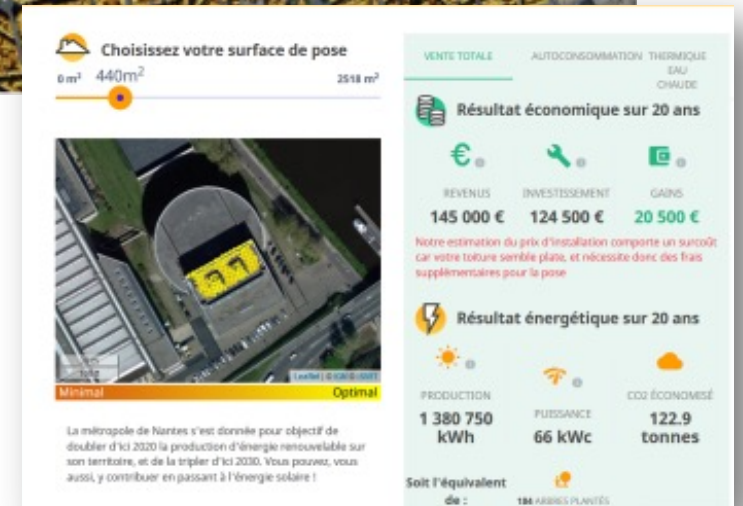 Choisissez votre surface de pose
0 m² 440m² 2518 m²
Minimal Optimal
La métropole de Nantes s'est donnée pour objectif de
doubler d'ici 2020 la production d'énergie renouvelable sur
son territoire, et de la tripler d'ici 2030. Vous pouvez, vous
aussi, y contribuer en passant à l'énergie solaire !
VENTE TOTALE AUTOCONSOMMATION THERMIQUE
EAU
CHAUDE
Résultat économique sur 20 ans
REVENUS INVESTISSEMENT GAINS
145 000 € 124 500 € 20 500 €
Notre estimation du prix d'installation comporte un surcoût
car votre toiture semble plate, et nécessite donc des frais
supplémentaires pour la pose
Résultat énergétique sur 20 ans
PRODUCTION PUISSANCE CO2 ÉCONOMISÉ
1 380 750 66 kWc 122.9
kWh tonnes
Soit l'équivalent
de : 184 ARBRES PLANTÉS